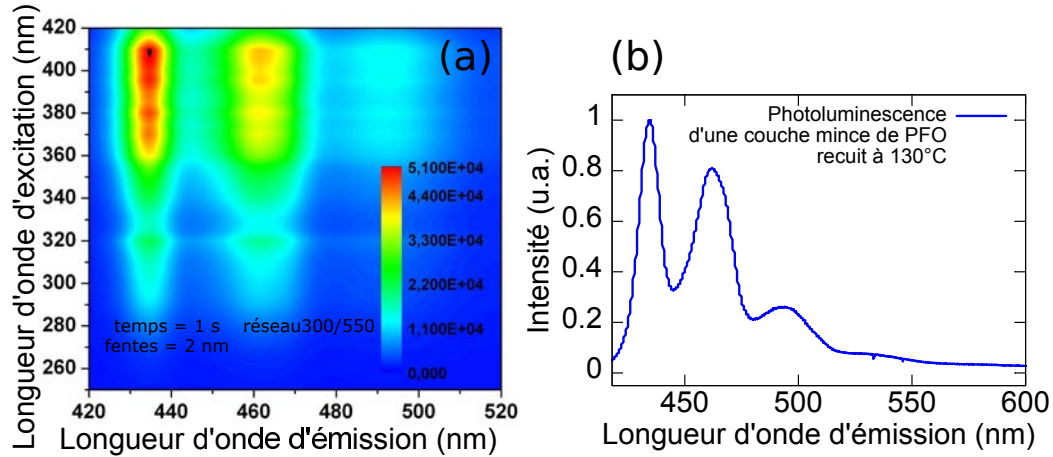 (a)
Longueur d'onde d'excitation (nm)
420
400
380
360
340
320
300
280
260
5,100E+04
4,400E+04
3,300E+04
2,200E+04
1,100E+04
0,000
temps = 1 s
fentes = 2 nm
réseau300/550
420 440 460 480 500 520
Longueur d'onde d'émission (nm)
(b)
Intensité (u.a.)
1
0.8
0.6
0.4
0.2
0
Photoluminescence
d'une couche mince de PFO
recuit à 130°C
450 500 550 600
Longueur d'onde d'émission (nm)